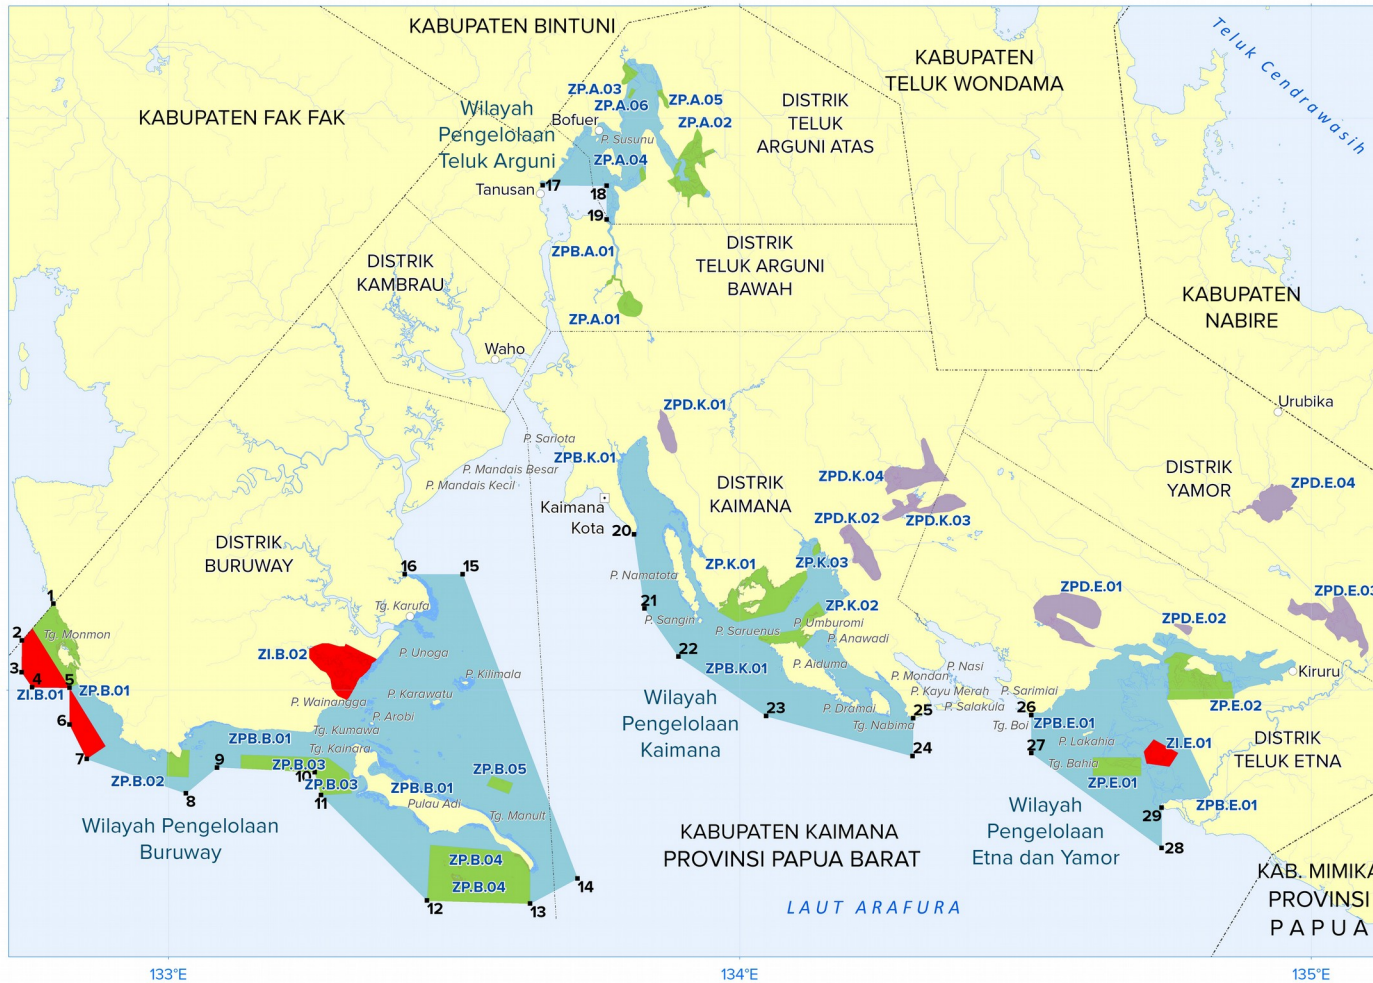 KABUPATEN BINTUNI
KABUPATEN
TELUK WONDAMA
Teluk Cendrawasih
KABUPATEN FAK FAK
Wilayah
Pengelolaan
Teluk Arguni
ZP.A.03
ZP.A.06
ZP.A.05
ZP.A.02
Bofuer
P. Susunu
ZP.A.04
DISTRIK
TELUK
ARGUNI ATAS
Tanusan
17
18
19
ZPB.A.01
ZP.A.01
DISTRIK
TELUK ARGUNI
BAWAH
DISTRIK
KAMBRAU
KABUPATEN
NABIRE
Waho
Urubika
ZPD.K.01
P. Sariota
ZPB.K.01
P. Mandais Besar
P. Mandais Kecil
Kaimana
Kota
20
DISTRIK
KAIMANA
ZPD.K.04
ZPD.K.03
ZPD.K.02
DISTRIK
YAMOR
ZPD.E.04
DISTRIK
BURUWAY
16
15
P. Namatota
ZP.K.01
ZP.K.03
ZPD.E.01
ZPD.E.03
1
Tg. Karufa
21
P. Sangin
ZP.K.02
ZPD.E.02
2
Tg. Monmon
P. Saruenus
P. Umburomi
P. Anawadi
ZI.B.02
P. Unoga
22
ZPB.K.01
P. Aiduma
3
4
5
P. Kilimala
P. Nasi
P. Mondan
Kiruru
ZI.B.01
ZP.B.01
P. Karawatu
P. Wainangga
P. Kayu Merah
P. Sarimiai
P. Salakula
Wilayah
Pengelolaan
Kaimana
23
P. Dramai
Tg. Nabima
25
26
Tg. Boi
ZPB.E.01
ZP.E.02
6
P. Arobi
Tg. Kumawa
ZPB.B.01
Tg. Kainara
24
27
P. Lakahia
ZI.E.01
DISTRIK
TELUK ETNA
7
9
ZP.B.03
10
ZP.B.03
ZP.B.05
Tg. Bahia
ZP.E.01
ZP.B.02
8
11
ZPB.B.01
Pulau Adi
Tg. Manult
Wilayah
Pengelolaan
Etna dan Yamor
29
ZPB.E.01
Wilayah Pengelolaan
Buruway
KABUPATEN KAIMANA
PROVINSI PAPUA BARAT
28
ZP.B.04
ZP.B.04
14
12
13
LAUT ARAFURA
KAB. MIMIKA
PROVINSI
PAPUA
133°E
134°E
135°E